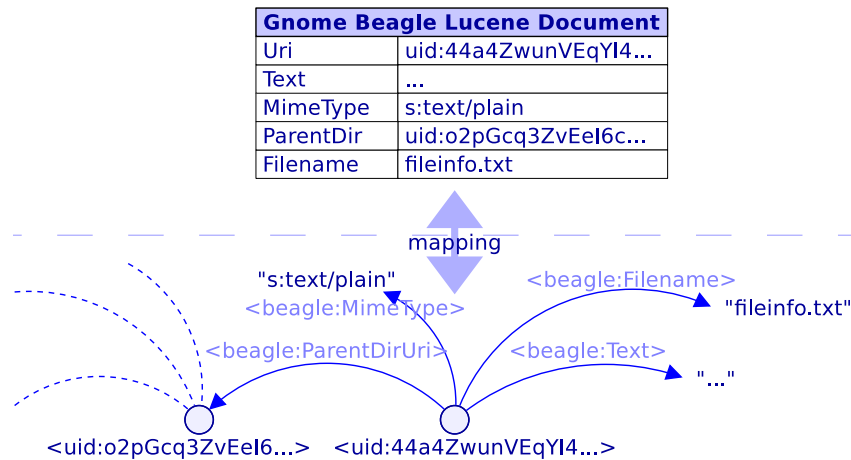 Gnome Beagle Lucene Document
Uri uid:44a4ZwunVEqYI4...
Text ...
MimeType s:text/plain
ParentDir uid:o2pGcq3ZvEeI6c...
Filename fileinfo.txt
mapping
"s:text/plain" <beagle:Filename>
<beagle:MimeType> "fileinfo.txt"
<beagle:ParentDirUri> <beagle:Text>
"..."
<uid:o2pGcq3ZvEeI6...> <uid:44a4ZwunVEqYI4...>